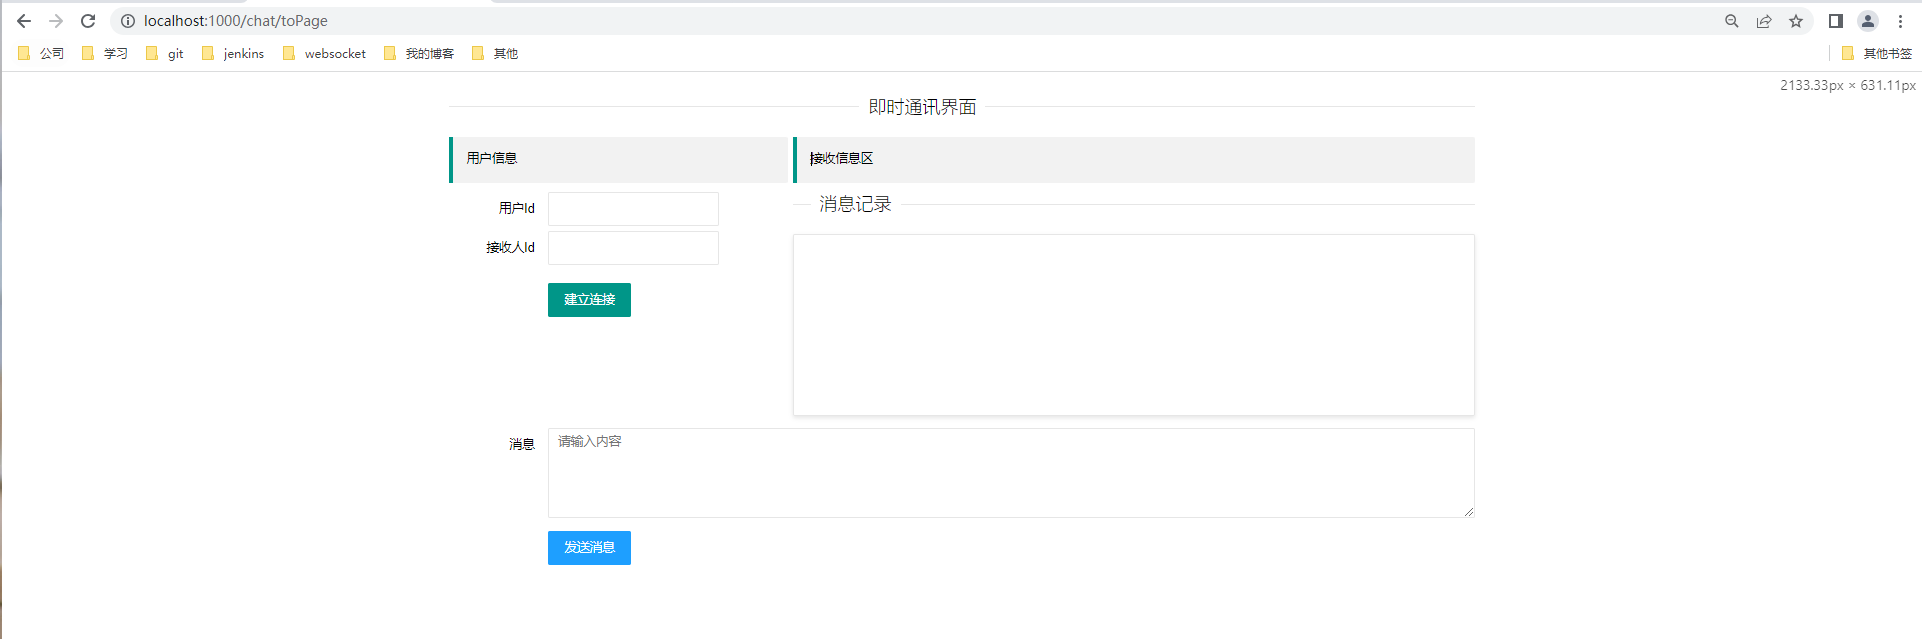 localhost:1000/chat/toPage
公司 学习 git jenkins websocket 我的博客 其他 其他书签
2133.33px × 631.11px
即时通讯界面
用户信息 接收信息区
用户Id 消息记录
接收人Id
建立连接
消息 请输入内容
发送消息